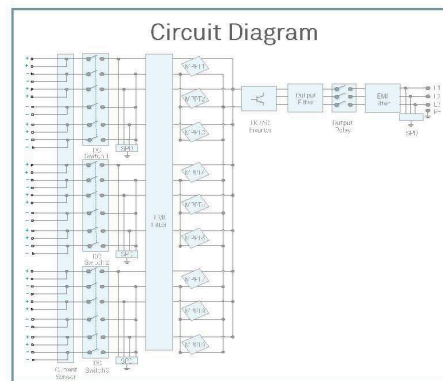 Circuit Diagram
MPPT1
MPPT2
MPPT3
DC
Switch 1
SPD
MPPT4
MPPT5
MPPT6
EMI
Filter
DC
Switch 2
SPD
MPPT7
MPPT8
MPPT9
Current
Sensor
DC
Switch 3
SPD
DC/AC
Inverter
Output
Filter
Output
Relay
EMI
Filter
SPD
L1
L2
L3
PE